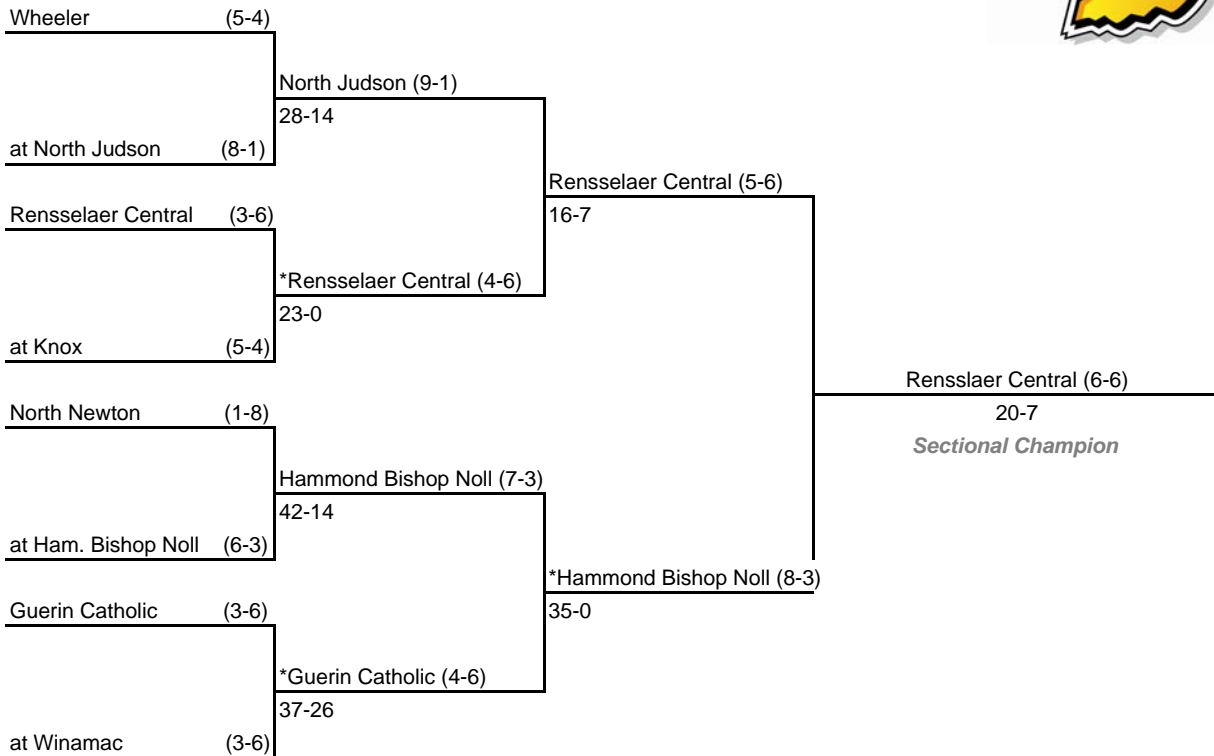 Wheeler (5-4)
North Judson (9-1)
28-14
at North Judson (8-1)
Rensselaer Central (5-6)
16-7
Rensselaer Central (3-6)
*Rensselaer Central (4-6)
23-0
at Knox (5-4)
Rensslaer Central (6-6)
20-7
Sectional Champion
North Newton (1-8)
Hammond Bishop Noll (7-3)
42-14
at Ham. Bishop Noll (6-3)
*Hammond Bishop Noll (8-3)
35-0
Guerin Catholic (3-6)
*Guerin Catholic (4-6)
37-26
at Winamac (3-6)